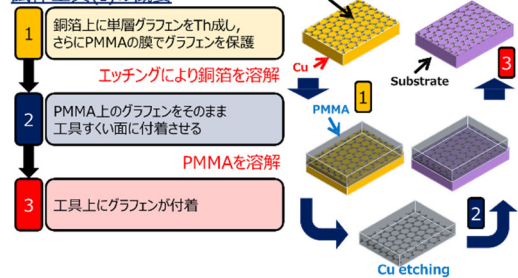 1
銅箔上に単層グラフェンをTh成し,
さらにPMMAの膜でグラフェンを保護
エッチングにより銅箔を溶解
2
PMMA上のグラフェンをそのまま
工具すくい面に付着させる
PMMAを溶解
3
工具上にグラフェンが付着
Cu
Substrate
3
PMMA
1
2
Cu etching